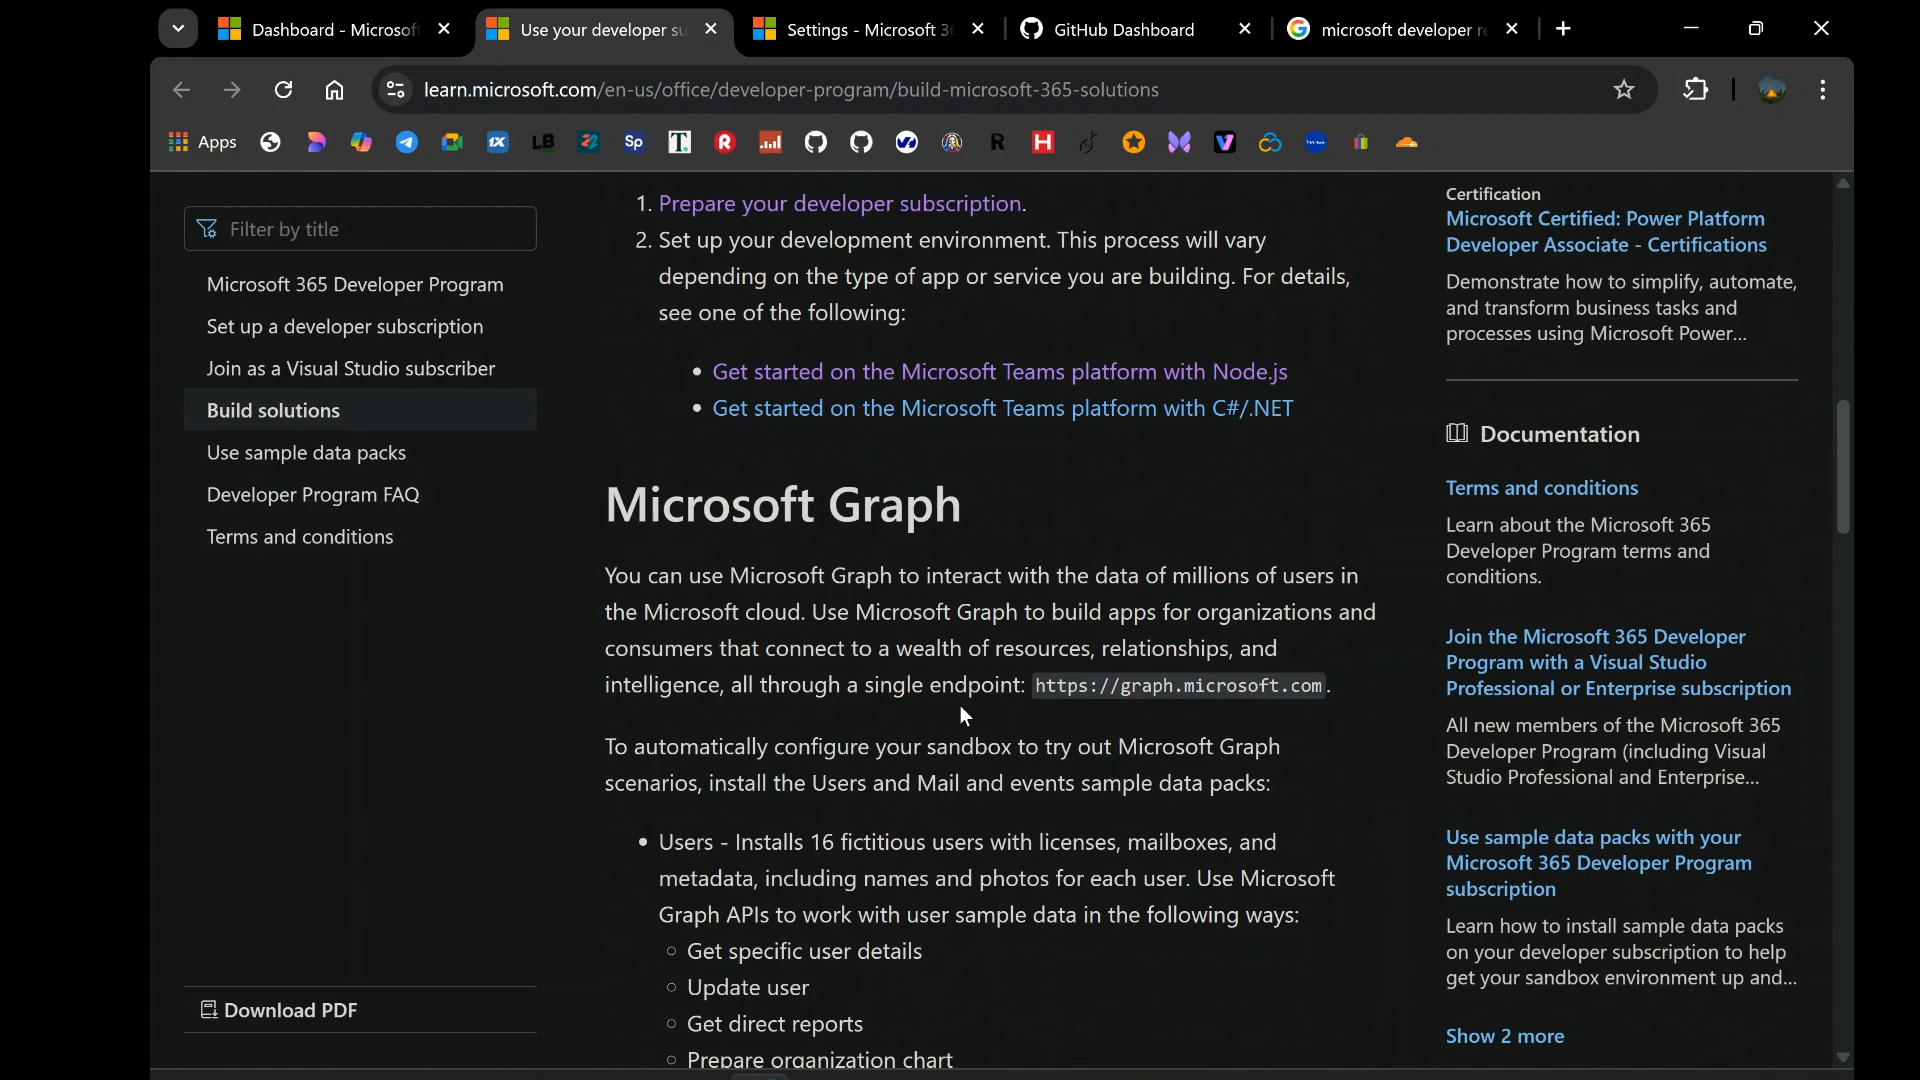 Dashboard - Microsof
Use your developer su
Settings - Microsoft 36
GitHub Dashboard
microsoft developer re
learn.microsoft.com/en-us/office/developer-program/build-microsoft-365-solutions
Apps
1X
LB
Sp
T.
R
R
H
V
Filter by title
Microsoft 365 Developer Program
Set up a developer subscription
Join as a Visual Studio subscriber
Build solutions
Use sample data packs
Developer Program FAQ
Terms and conditions
Download PDF
1. Prepare your developer subscription.
2. Set up your development environment. This process will vary
depending on the type of app or service you are building. For details,
see one of the following:
• Get started on the Microsoft Teams platform with Node.js
• Get started on the Microsoft Teams platform with C#/.NET
Microsoft Graph
You can use Microsoft Graph to interact with the data of millions of users in
the Microsoft cloud. Use Microsoft Graph to build apps for organizations and
consumers that connect to a wealth of resources, relationships, and
intelligence, all through a single endpoint: https://graph.microsoft.com.
To automatically configure your sandbox to try out Microsoft Graph
scenarios, install the Users and Mail and events sample data packs:
• Users - Installs 16 fictitious users with licenses, mailboxes, and
metadata, including names and photos for each user. Use Microsoft
Graph APIs to work with user sample data in the following ways:
○ Get specific user details
○ Update user
○ Get direct reports
○ Prepare organization chart
Certification
Microsoft Certified: Power Platform
Developer Associate - Certifications
Demonstrate how to simplify, automate,
and transform business tasks and
processes using Microsoft Power...
Documentation
Terms and conditions
Learn about the Microsoft 365
Developer Program terms and
conditions.
Join the Microsoft 365 Developer
Program with a Visual Studio
Professional or Enterprise subscription
All new members of the Microsoft 365
Developer Program (including Visual
Studio Professional and Enterprise...
Use sample data packs with your
Microsoft 365 Developer Program
subscription
Learn how to install sample data packs
on your developer subscription to help
get your sandbox environment up and...
Show 2 more